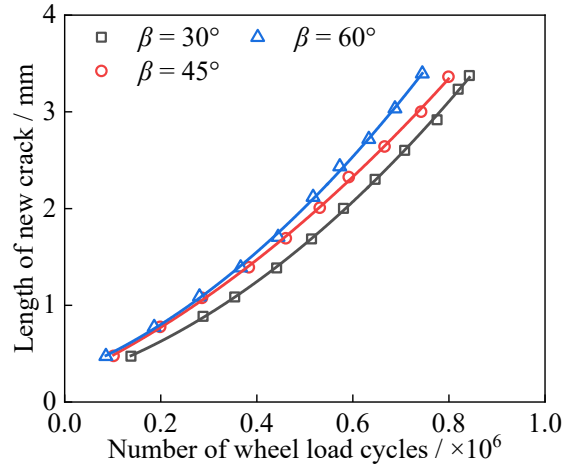 4
β = 30° β = 60°
β = 45°
3
2
1
0
Length of new crack / mm
0.0 0.2 0.4 0.6 0.8 1.0
Number of wheel load cycles / ×10⁶